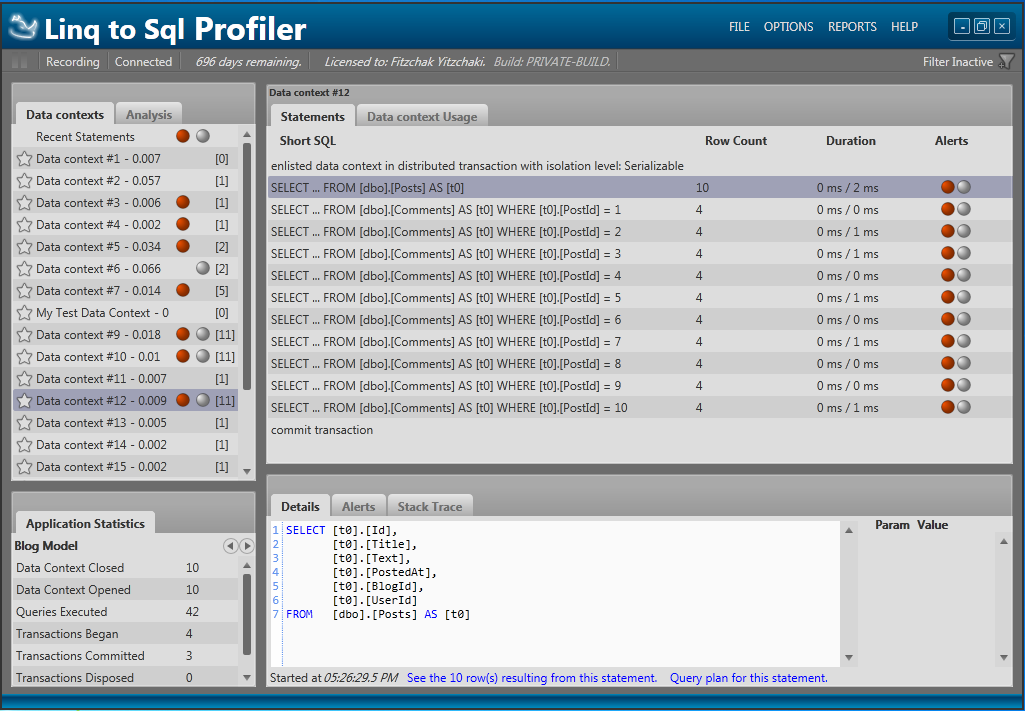 Linq to Sql Profiler
FILE OPTIONS REPORTS HELP
Recording Connected 696 days remaining. Licensed to: Fitzchak Yitzchaki. Build: PRIVATE-BUILD. Filter Inactive
Data contexts Analysis
Recent Statements
Data context #1 - 0.007 [0]
Data context #2 - 0.057 [1]
Data context #3 - 0.006 [1]
Data context #4 - 0.002 [1]
Data context #5 - 0.034 [2]
Data context #6 - 0.066 [2]
Data context #7 - 0.014 [5]
My Test Data Context - 0 [0]
Data context #9 - 0.018 [11]
Data context #10 - 0.01 [11]
Data context #11 - 0.007 [1]
Data context #12 - 0.009 [11]
Data context #13 - 0.005 [1]
Data context #14 - 0.002 [1]
Data context #15 - 0.002 [1]
Data context #12
Statements Data context Usage
Short SQL Row Count Duration Alerts
enlisted data context in distributed transaction with isolation level: Serializable
SELECT ... FROM [dbo].[Posts] AS [t0] 10 0 ms / 2 ms
SELECT ... FROM [dbo].[Comments] AS [t0] WHERE [t0].[PostId] = 1 4 0 ms / 0 ms
SELECT ... FROM [dbo].[Comments] AS [t0] WHERE [t0].[PostId] = 2 4 0 ms / 1 ms
SELECT ... FROM [dbo].[Comments] AS [t0] WHERE [t0].[PostId] = 3 4 0 ms / 1 ms
SELECT ... FROM [dbo].[Comments] AS [t0] WHERE [t0].[PostId] = 4 4 0 ms / 0 ms
SELECT ... FROM [dbo].[Comments] AS [t0] WHERE [t0].[PostId] = 5 4 0 ms / 1 ms
SELECT ... FROM [dbo].[Comments] AS [t0] WHERE [t0].[PostId] = 6 4 0 ms / 0 ms
SELECT ... FROM [dbo].[Comments] AS [t0] WHERE [t0].[PostId] = 7 4 0 ms / 1 ms
SELECT ... FROM [dbo].[Comments] AS [t0] WHERE [t0].[PostId] = 8 4 0 ms / 0 ms
SELECT ... FROM [dbo].[Comments] AS [t0] WHERE [t0].[PostId] = 9 4 0 ms / 0 ms
SELECT ... FROM [dbo].[Comments] AS [t0] WHERE [t0].[PostId] = 10 4 0 ms / 1 ms
commit transaction
Application Statistics
Blog Model
Data Context Closed 10
Data Context Opened 10
Queries Executed 42
Transactions Began 4
Transactions Committed 3
Transactions Disposed 0
Details Alerts Stack Trace
1 SELECT [t0].[Id],
2 [t0].[Title],
3 [t0].[Text],
4 [t0].[PostedAt],
5 [t0].[BlogId],
6 [t0].[UserId]
7 FROM [dbo].[Posts] AS [t0]
Param Value
Started at 05:26:29.5 PM See the 10 row(s) resulting from this statement. Query plan for this statement.